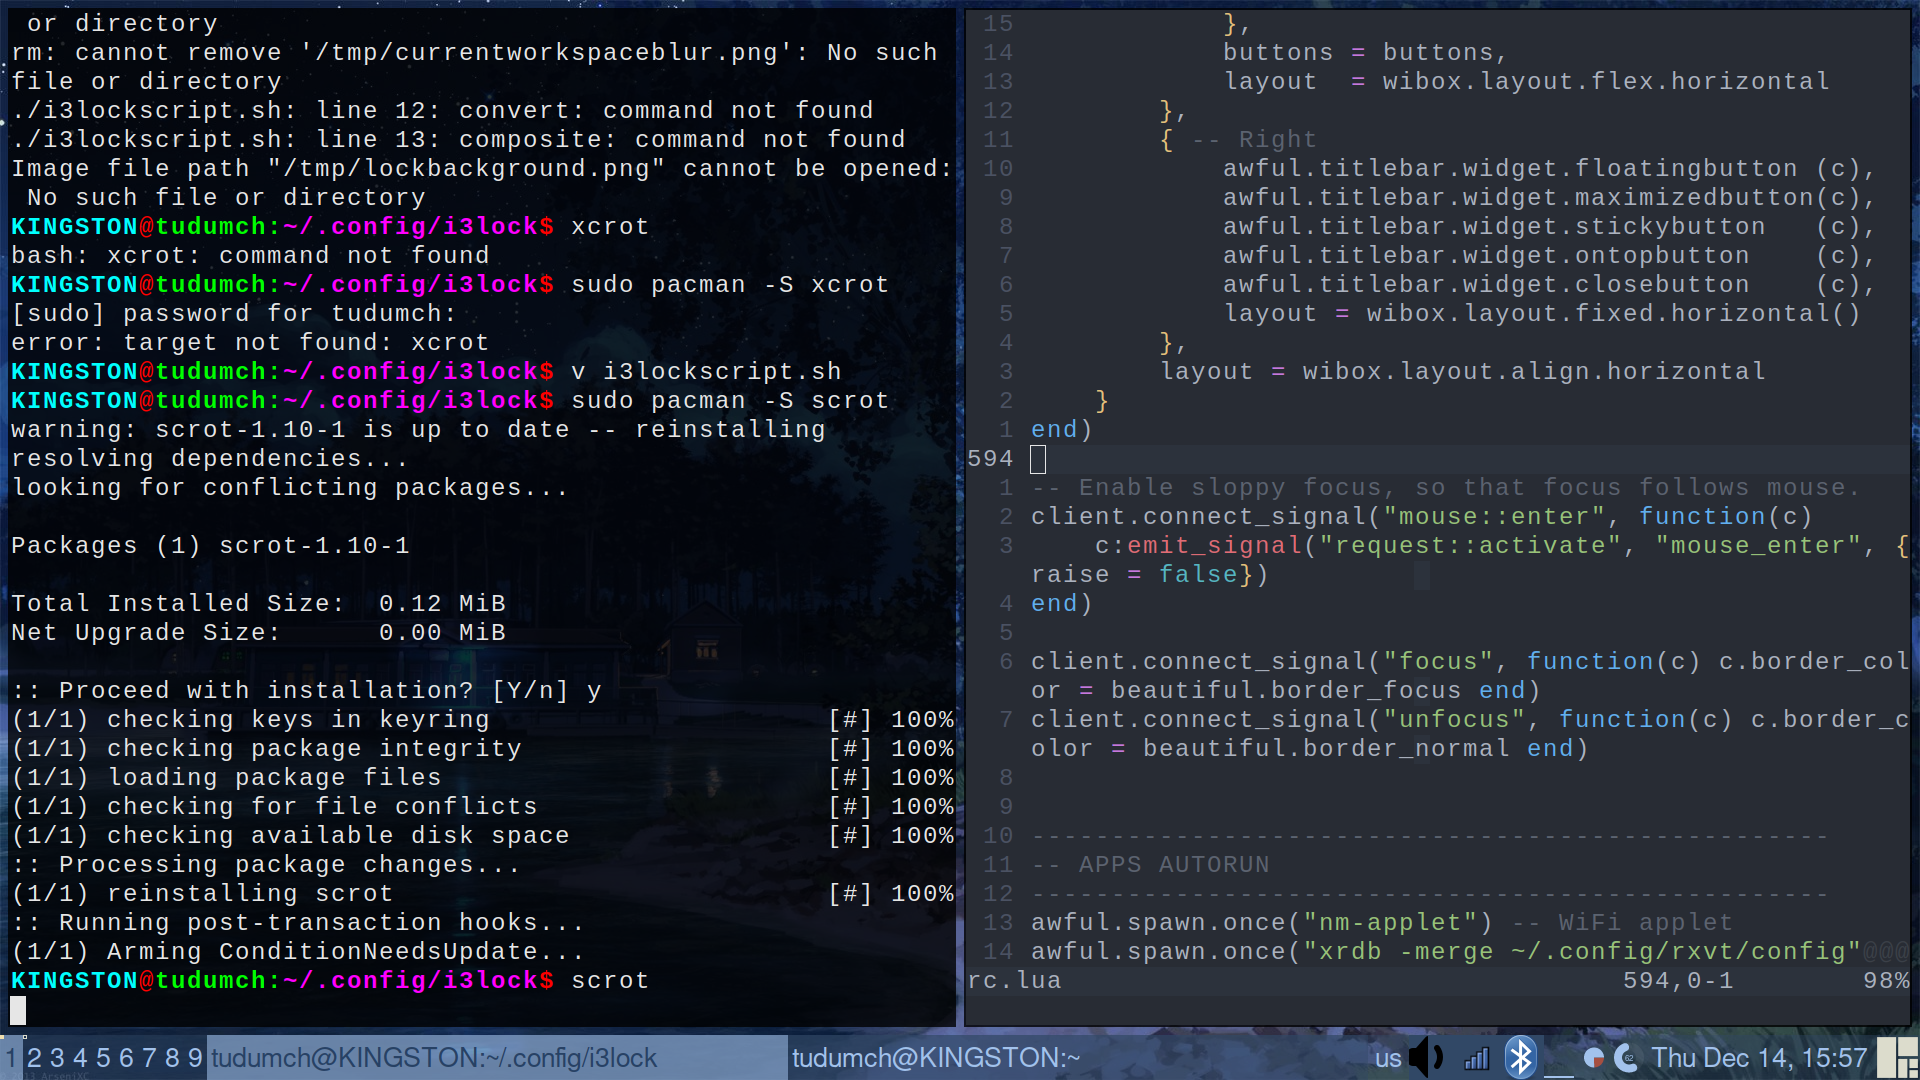 or directory
rm: cannot remove '/tmp/currentworkspaceblur.png': No such
file or directory
./i3lockscript.sh: line 12: convert: command not found
./i3lockscript.sh: line 13: composite: command not found
Image file path "/tmp/lockbackground.png" cannot be opened:
 No such file or directory
KINGSTON@tudumch:~/.config/i3lock$ xcrot
bash: xcrot: command not found
KINGSTON@tudumch:~/.config/i3lock$ sudo pacman -S xcrot
[sudo] password for tudumch:
error: target not found: xcrot
KINGSTON@tudumch:~/.config/i3lock$ v i3lockscript.sh
KINGSTON@tudumch:~/.config/i3lock$ sudo pacman -S scrot
warning: scrot-1.10-1 is up to date -- reinstalling
resolving dependencies...
looking for conflicting packages...
Packages (1) scrot-1.10-1
Total Installed Size:  0.12 MiB
Net Upgrade Size:      0.00 MiB
:: Proceed with installation? [Y/n] y
(1/1) checking keys in keyring [#] 100%
(1/1) checking package integrity [#] 100%
(1/1) loading package files [#] 100%
(1/1) checking for file conflicts [#] 100%
(1/1) checking available disk space [#] 100%
:: Processing package changes...
(1/1) reinstalling scrot [#] 100%
:: Running post-transaction hooks...
(1/1) Arming ConditionNeedsUpdate...
KINGSTON@tudumch:~/.config/i3lock$ scrot
15             },
14             buttons = buttons,
13             layout  = wibox.layout.flex.horizontal
12         },
11         { -- Right
10             awful.titlebar.widget.floatingbutton (c),
9             awful.titlebar.widget.maximizedbutton(c),
8             awful.titlebar.widget.stickybutton   (c),
7             awful.titlebar.widget.ontopbutton    (c),
6             awful.titlebar.widget.closebutton    (c),
5             layout = wibox.layout.fixed.horizontal()
4         },
3         layout = wibox.layout.align.horizontal
2     }
1 end)
594
1 -- Enable sloppy focus, so that focus follows mouse.
2 client.connect_signal("mouse::enter", function(c)
3     c:emit_signal("request::activate", "mouse_enter", {
raise = false})
4 end)
5
6 client.connect_signal("focus", function(c) c.border_col
or = beautiful.border_focus end)
7 client.connect_signal("unfocus", function(c) c.border_c
olor = beautiful.border_normal end)
8
9
10 --------------------------------------------------
11 -- APPS AUTORUN
12 --------------------------------------------------
13 awful.spawn.once("nm-applet") -- WiFi applet
14 awful.spawn.once("xrdb -merge ~/.config/rxvt/config"@@@
rc.lua 594,0-1 98%
1 2 3 4 5 6 7 8 9 tudumch@KINGSTON:~/.config/i3lock tudumch@KINGSTON:~ us 62 Thu Dec 14, 15:57